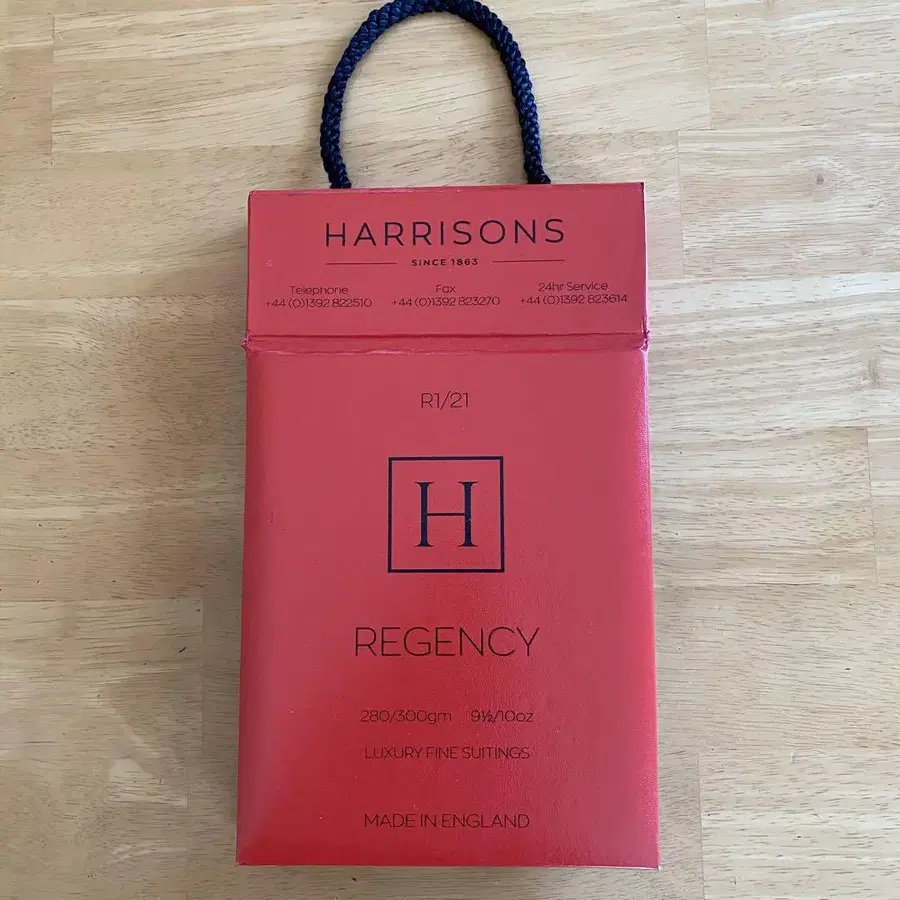 HARRISONS
SINCE 1863
Telephone Fax 24hr Service
+44 (0)1392 822510 +44 (0)1392 823270 +44 (0)1392 823614
R1/21
H
REGENCY
280/300gm 9½/10oz
LUXURY FINE SUITINGS
MADE IN ENGLAND